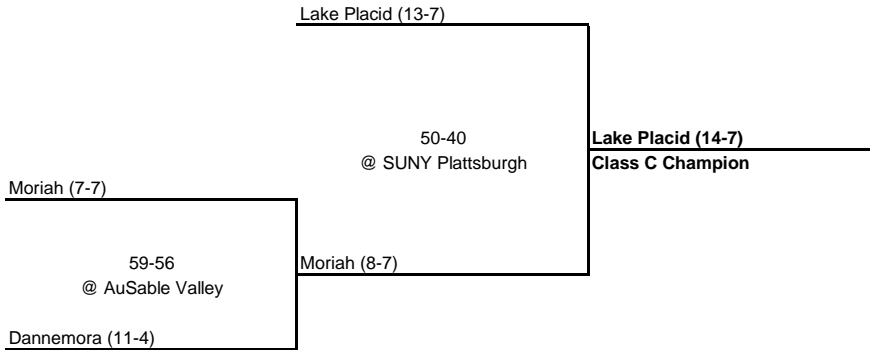 Lake Placid (13-7)
50-40
@ SUNY Plattsburgh
Lake Placid (14-7)
Class C Champion
Moriah (7-7)
59-56
@ AuSable Valley
Moriah (8-7)
Dannemora (11-4)